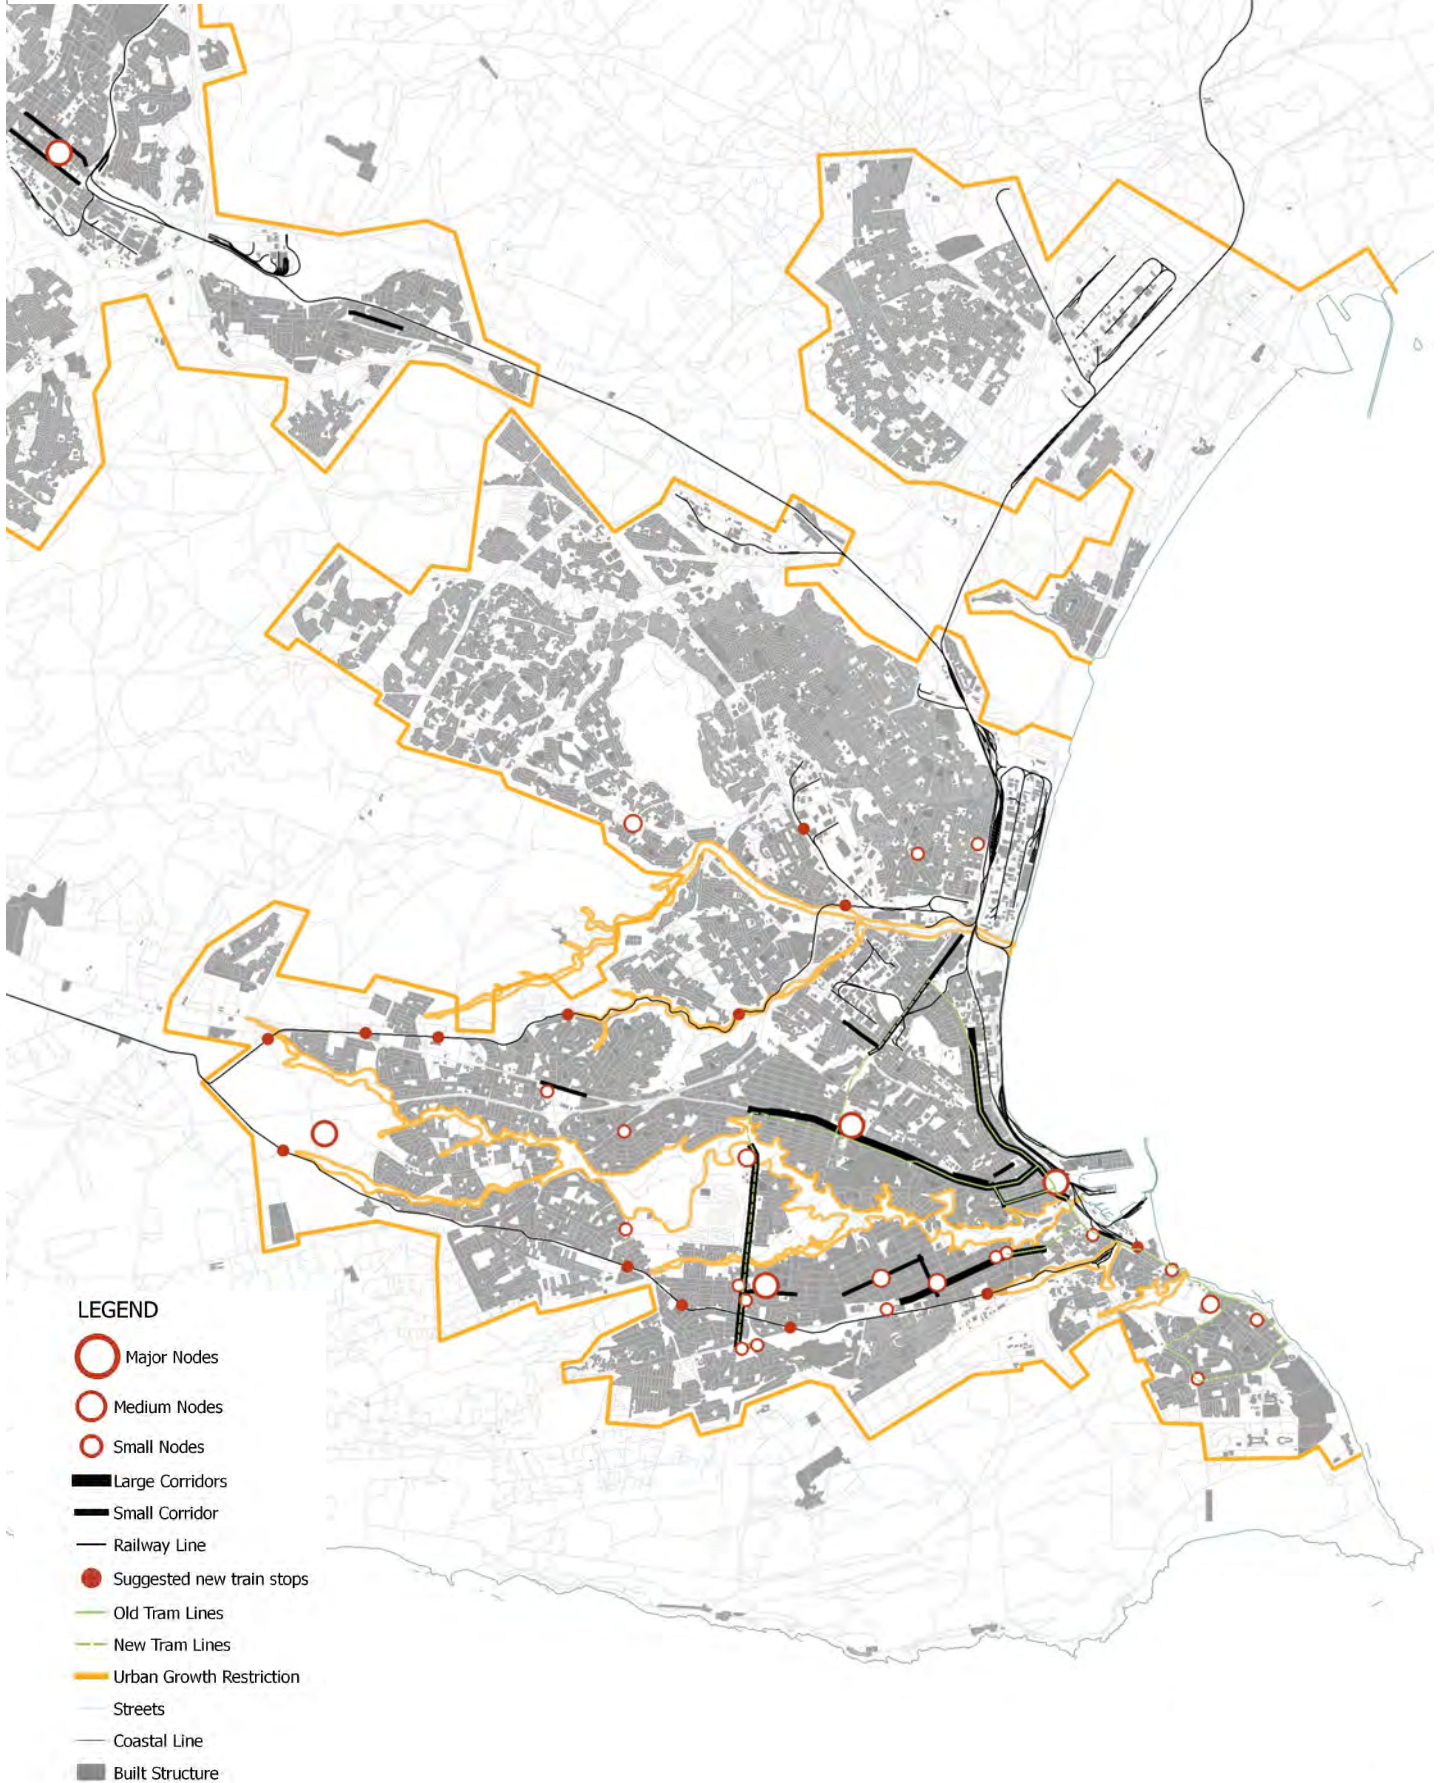 LEGEND
Major Nodes
Medium Nodes
Small Nodes
Large Corridors
Small Corridor
Railway Line
Suggested new train stops
Old Tram Lines
New Tram Lines
Urban Growth Restriction
Streets
Coastal Line
Built Structure